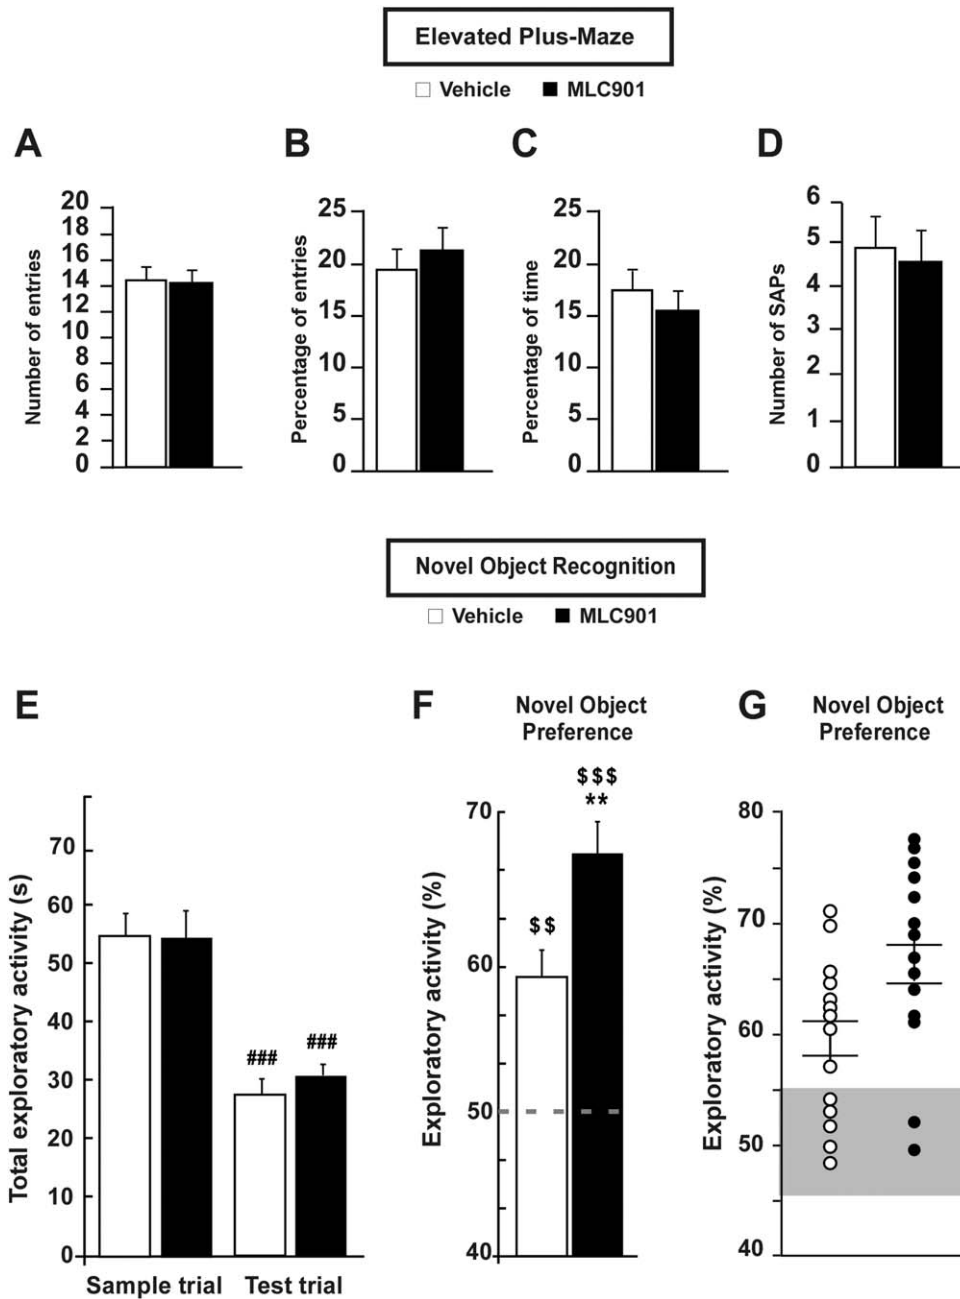 Elevated Plus-Maze
Vehicle MLC901
A
Number of entries
20
18
16
14
12
10
8
6
4
2
0
B
Percentage of entries
25
20
15
10
5
0
C
Percentage of time
25
20
15
10
5
0
D
Number of SAPs
6
5
4
3
2
1
0
Novel Object Recognition
Vehicle MLC901
E
Total exploratory activity (s)
70
60
50
40
30
20
10
0
###
###
Sample trial Test trial
F
Novel Object
Preference
Exploratory activity (%)
70
60
50
40
$$
$$$
**
G
Novel Object
Preference
Exploratory activity (%)
80
70
60
50
40